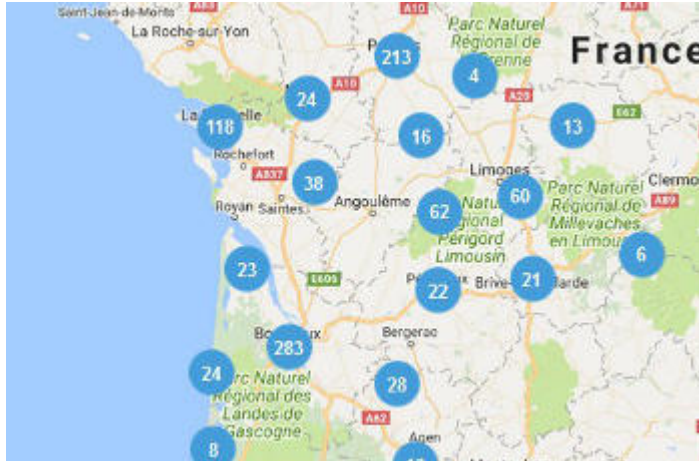 Saint-Jean-de-Monts
A83
A10
A71
La Roche-sur-Yon
Parc Naturel
Régional de
France
213
4
A10
24
A20
E62
118
16
13
Rochefort
A837
38
Limoges
60
Parc Naturel
Régional de
Millevaches
en Limou
Clermo
A89
Royan
Saintes
Angoulême
62
Périgord
Limousin
6
23
E606
22
21
283
Bergerac
24
28
Régional des
Landes de
Gascogne
A62
8
Agen